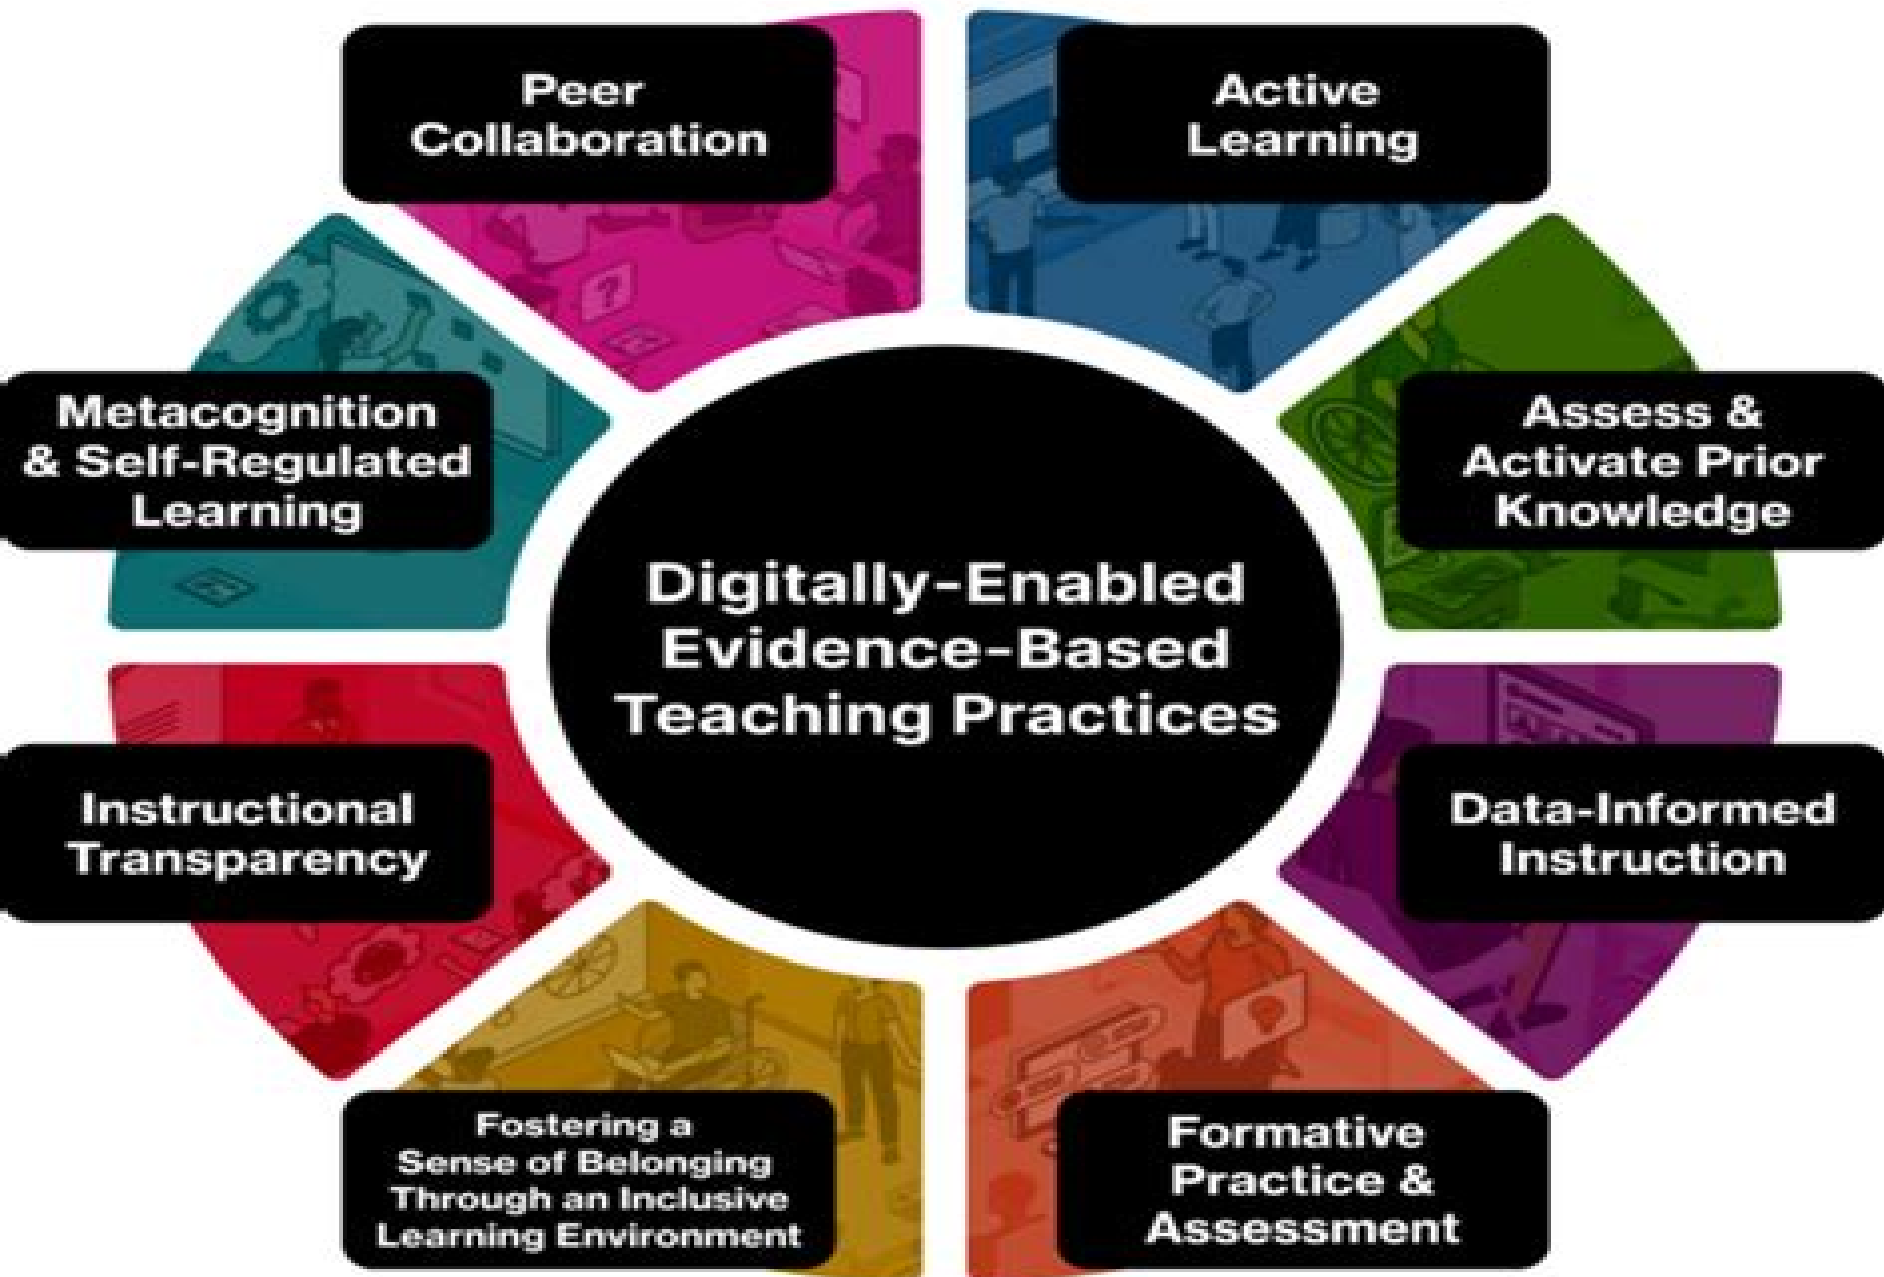 Peer
Collaboration
Active
Learning
Metacognition
& Self-Regulated
Learning
Assess &
Activate Prior
Knowledge
Digitally-Enabled
Evidence-Based
Teaching Practices
Instructional
Transparency
Data-Informed
Instruction
Fostering a
Sense of Belonging
Through an Inclusive
Learning Environment
Formative
Practice &
Assessment
?